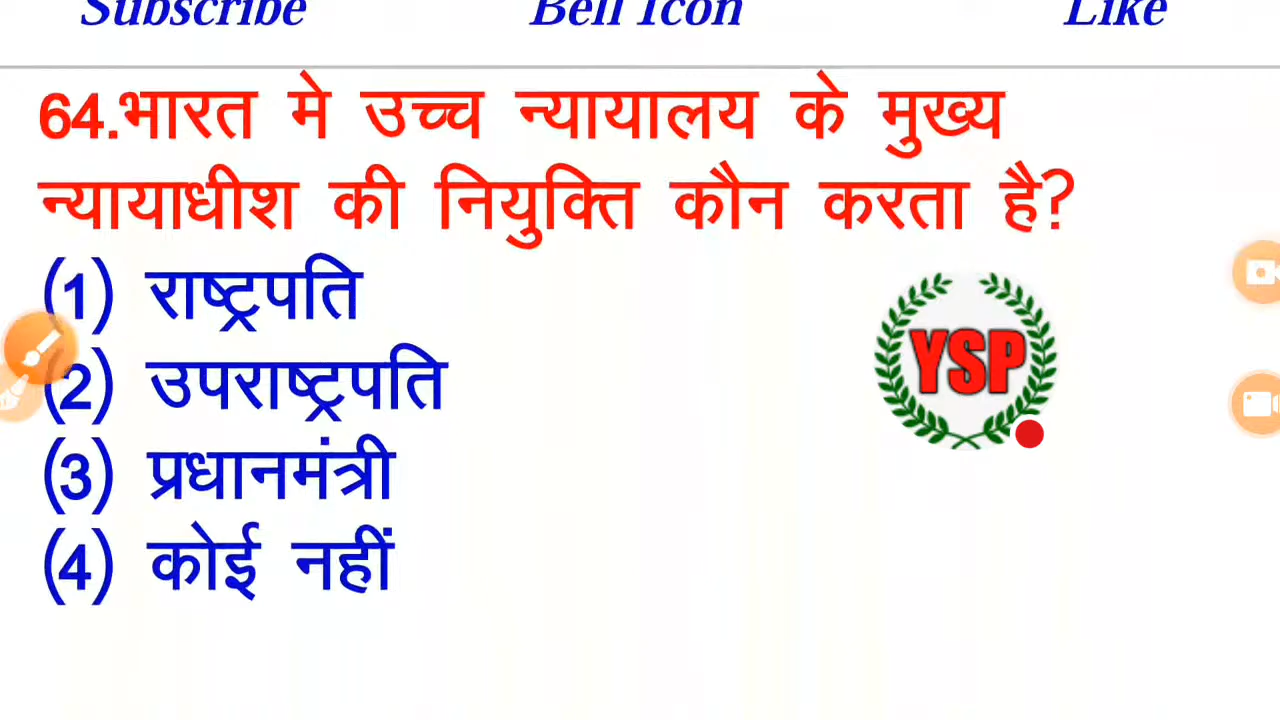 Subscribe Bell Icon Like
64.भारत मे उच्च न्यायालय के मुख्य
न्यायाधीश की नियुक्ति कौन करता है?
(1) राष्ट्रपति
(2) उपराष्ट्रपति
(3) प्रधानमंत्री
(4) कोई नहीं
YSP